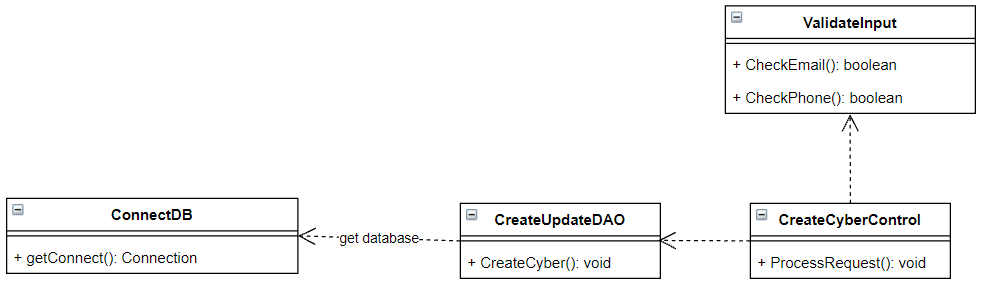 ValidateInput
+ CheckEmail(): boolean
+ CheckPhone(): boolean
ConnectDB
+ getConnect(): Connection
get database
CreateUpdateDAO
+ CreateCyber(): void
CreateCyberControl
+ ProcessRequest(): void